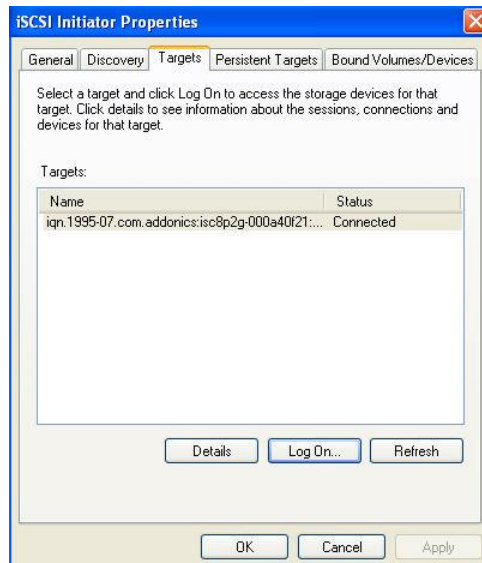 iSCSI Initiator Properties
General Discovery Targets Persistent Targets Bound Volumes/Devices
Select a target and click Log On to access the storage devices for that
target. Click details to see information about the sessions, connections and
devices for that target.
Targets:
Name Status
iqn.1995-07.com.addonics:isc8p2g-000a40f21:... Connected
Details Log On... Refresh
OK Cancel Apply